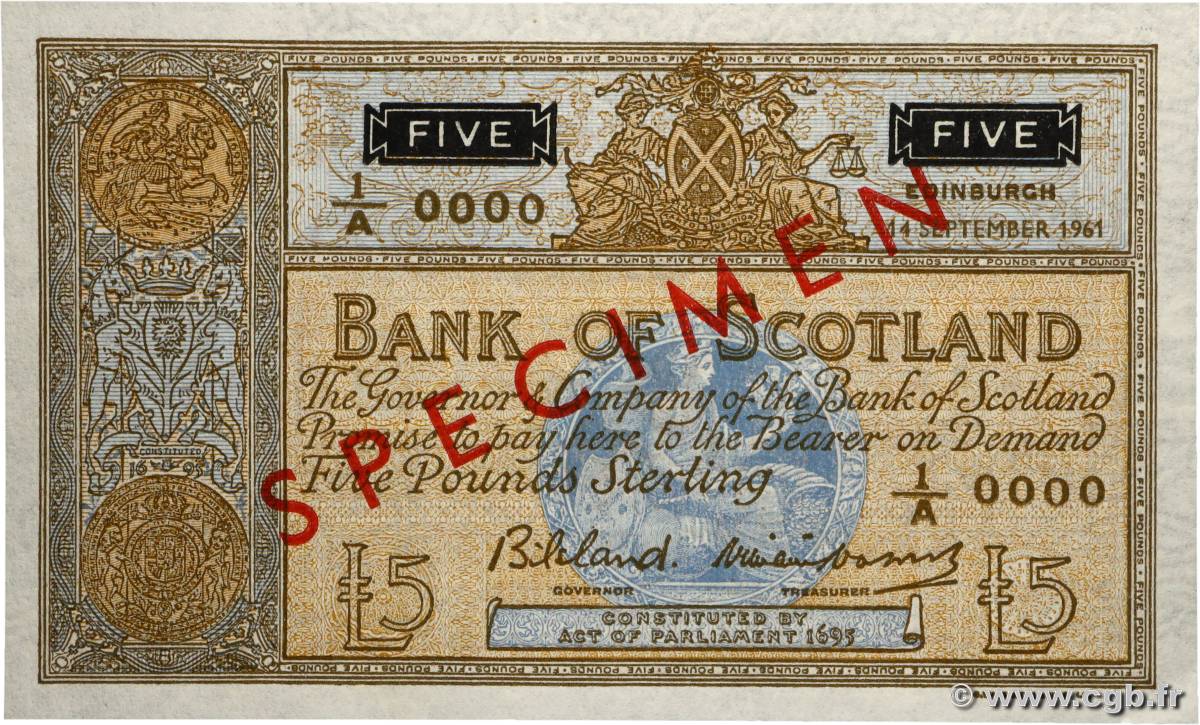 FIVE POUNDS · FIVE POUNDS · FIVE POUNDS · FIVE POUNDS · FIVE POUNDS
FIVE
FIVE
1/A 0000
EDINBURGH
14 SEPTEMBER 1961
SPECIMEN
BANK OF SCOTLAND
The Governor & Company of the Bank of Scotland
Promise to pay here to the Bearer on Demand
Five Pounds Sterling
1/A 0000
CONSTITUTED
1695
GOVERNOR
TREASURER
£5
£5
CONSTITUTED BY
ACT OF PARLIAMENT 1695
© www.cgb.fr